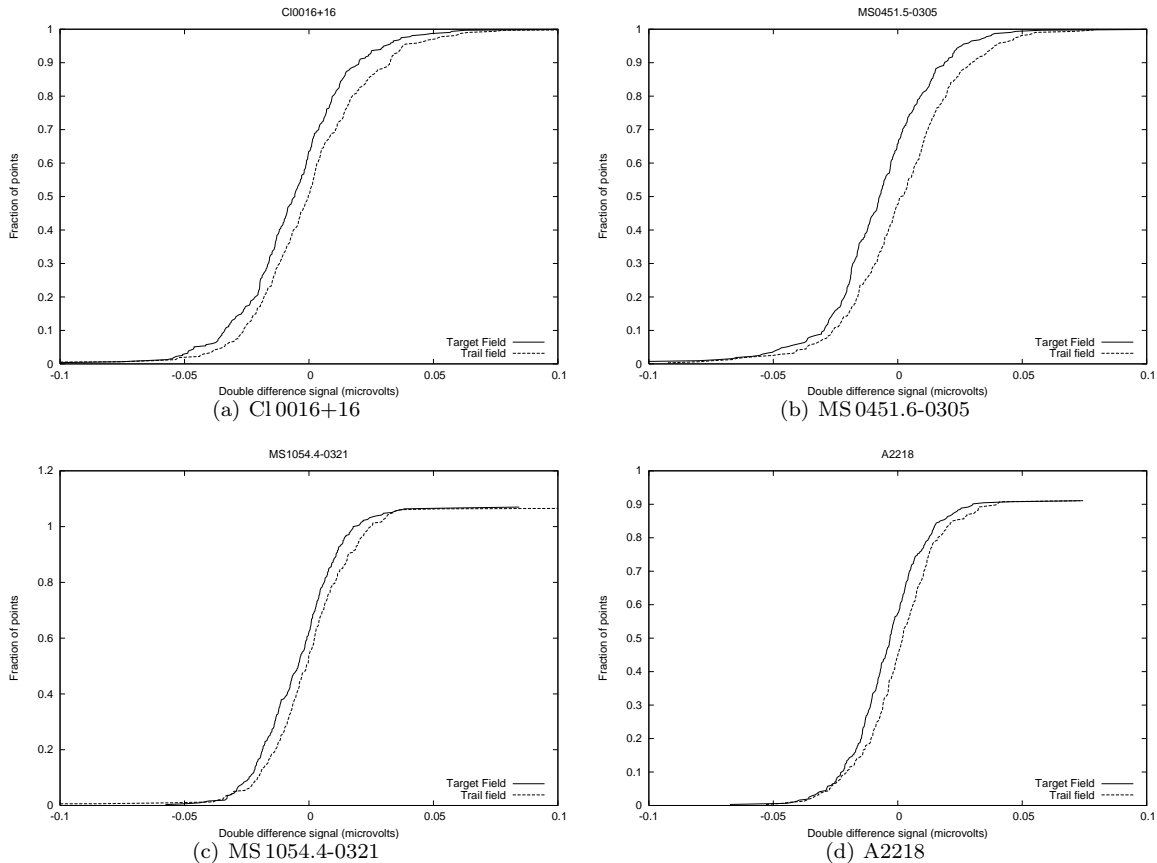 Cl0016+16
1
0.9
0.8
0.7
0.6
0.5
0.4
0.3
0.2
0.1
0
Fraction of points
Target Field
Trail field
-0.1 -0.05 0 0.05 0.1
Double difference signal (microvolts)
(a) Cl 0016+16
MS0451.5-0305
1
0.9
0.8
0.7
0.6
0.5
0.4
0.3
0.2
0.1
0
Fraction of points
Target Field
Trail field
-0.1 -0.05 0 0.05 0.1
Double difference signal (microvolts)
(b) MS 0451.6-0305
MS1054.4-0321
1.2
1
0.8
0.6
0.4
0.2
0
Fraction of points
Target Field
Trail field
-0.1 -0.05 0 0.05 0.1
Double difference signal (microvolts)
(c) MS 1054.4-0321
A2218
1
0.9
0.8
0.7
0.6
0.5
0.4
0.3
0.2
0.1
0
Fraction of points
Target Field
Trail field
-0.1 -0.05 0 0.05 0.1
Double difference signal (microvolts)
(d) A2218